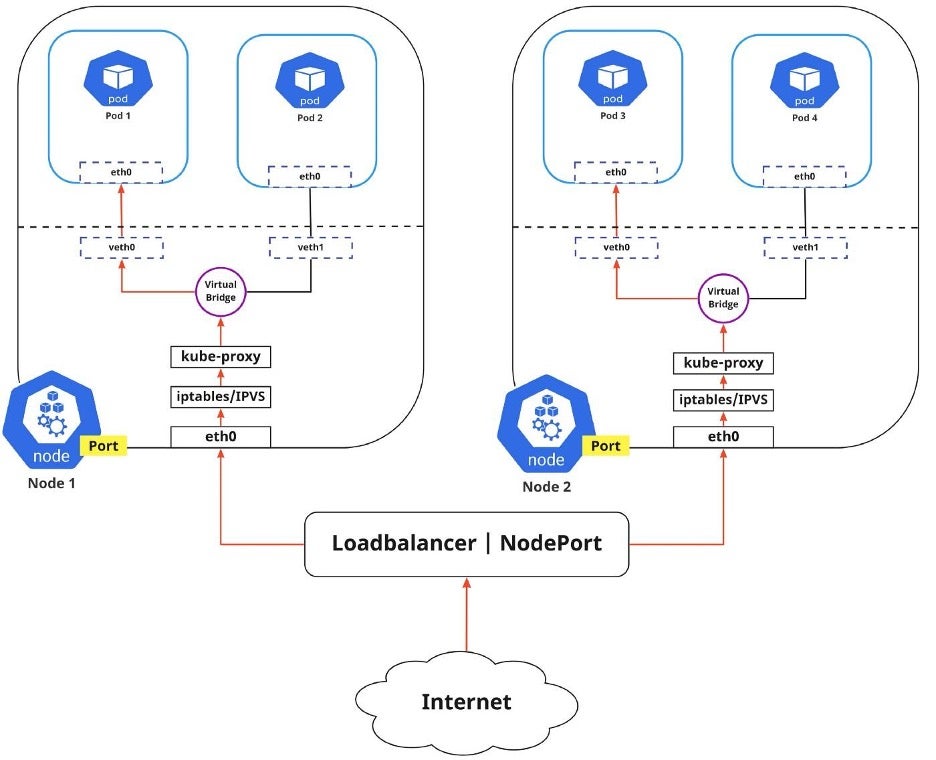 pod
Pod 1
eth0
pod
Pod 2
eth0
veth0
veth1
Virtual
Bridge
kube-proxy
iptables/IPVS
eth0
node
Port
Node 1
pod
Pod 3
eth0
pod
Pod 4
eth0
veth0
veth1
Virtual
Bridge
kube-proxy
iptables/IPVS
eth0
node
Port
Node 2
Loadbalancer | NodePort
Internet